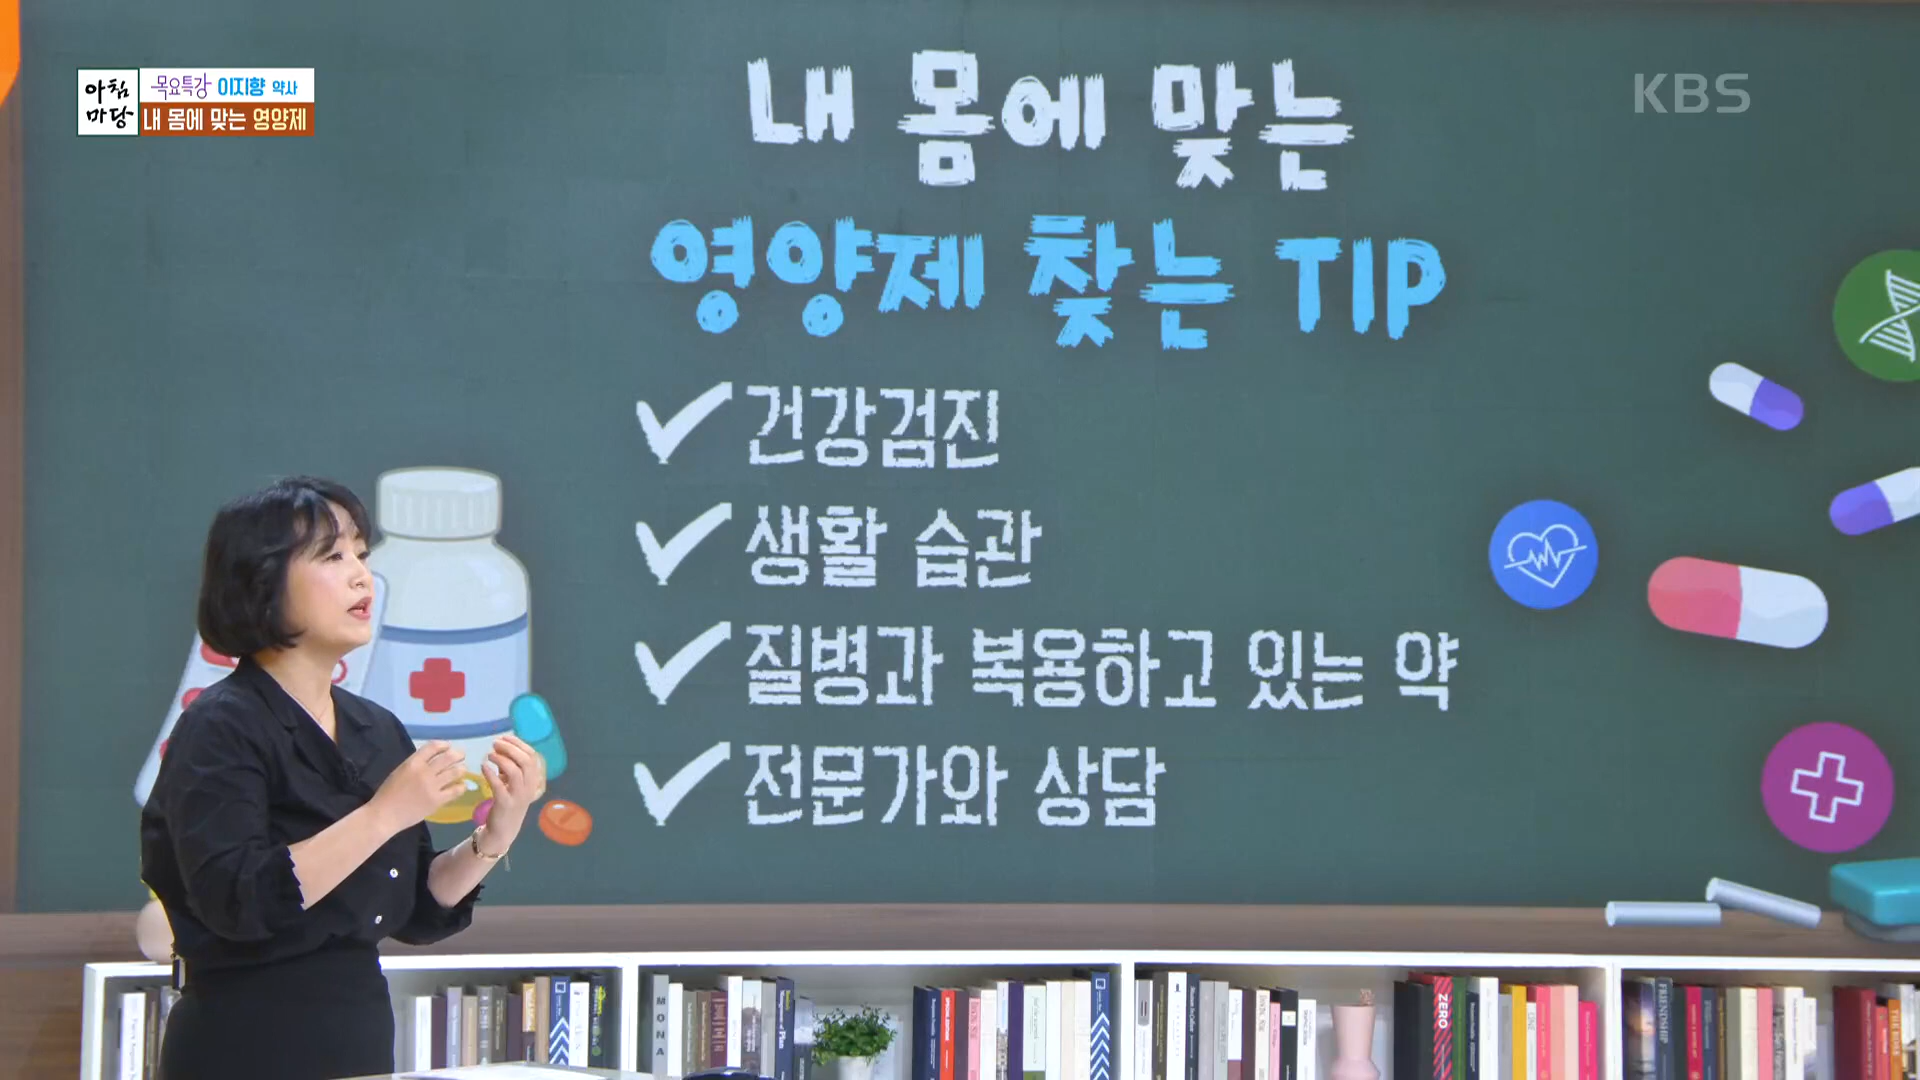 아침
마당
목요특강 이지향 약사
내 몸에 맞는 영양제
KBS
내 몸에 맞는
영양제 찾는 TIP
✓ 건강검진
✓ 생활 습관
✓ 질병과 복용하고 있는 약
✓ 전문가와 상담
MONA
ZERO
FRIENDSHIP